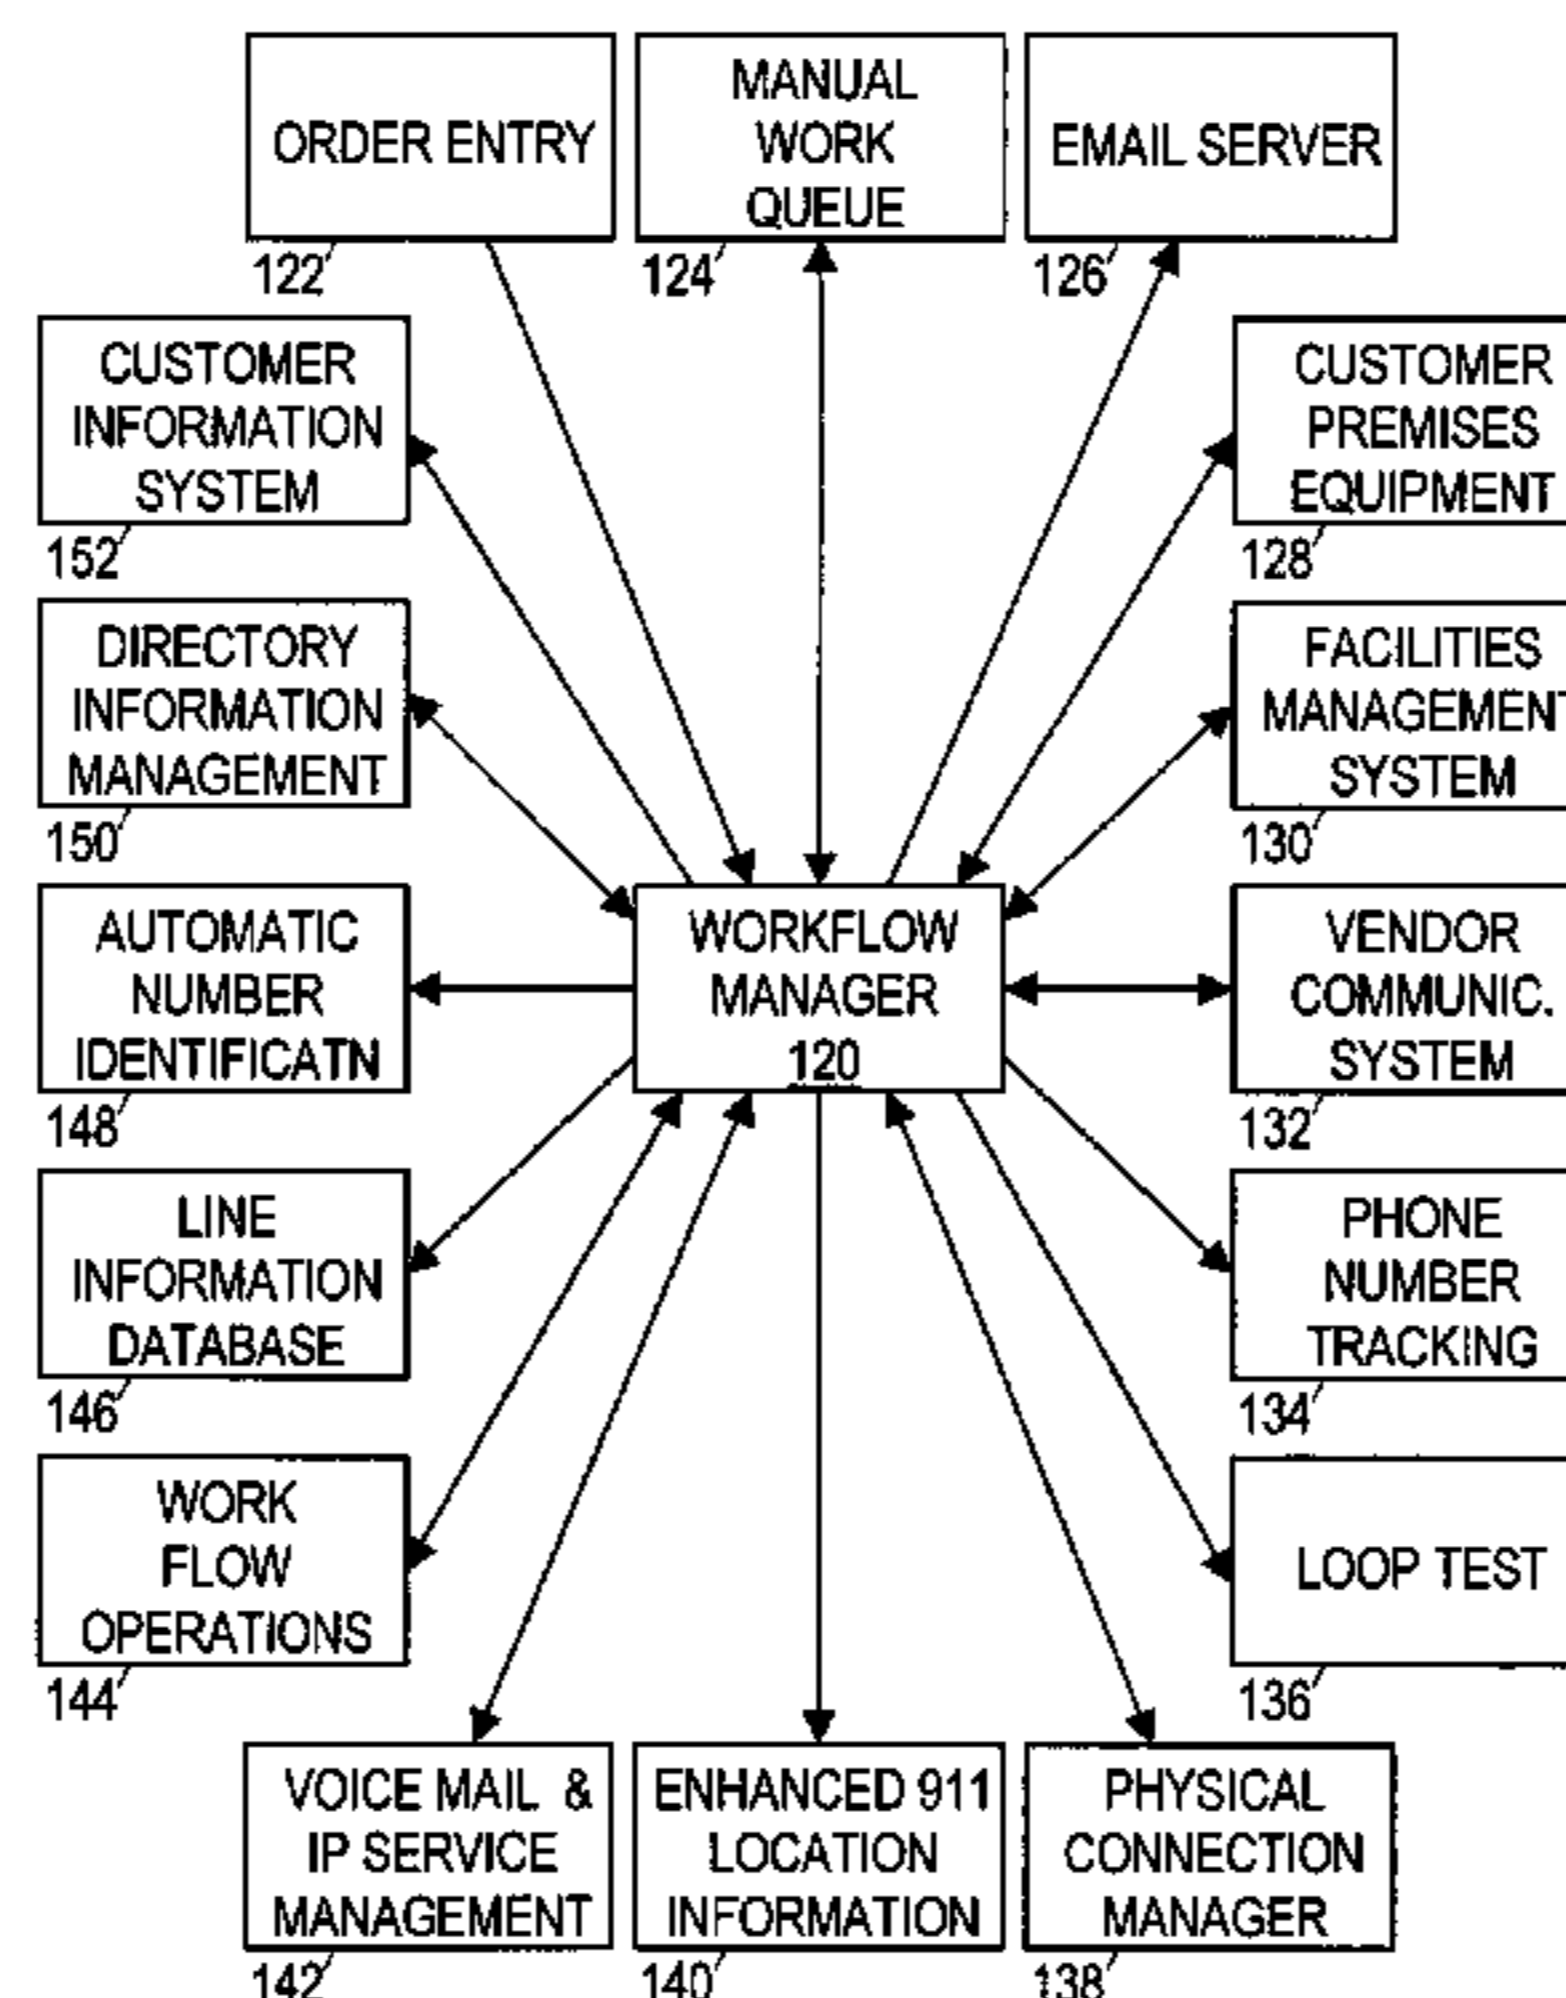 ORDER ENTRY
122
MANUAL
WORK
QUEUE
124
EMAIL SERVER
126
CUSTOMER
INFORMATION
SYSTEM
152
CUSTOMER
PREMISES
EQUIPMENT
128
DIRECTORY
INFORMATION
MANAGEMENT
150
FACILITIES
MANAGEMENT
SYSTEM
130
AUTOMATIC
NUMBER
IDENTIFICATN
148
WORKFLOW
MANAGER
120
VENDOR
COMMUNIC.
SYSTEM
132
LINE
INFORMATION
DATABASE
146
PHONE
NUMBER
TRACKING
134
WORK
FLOW
OPERATIONS
144
LOOP TEST
136
VOICE MAIL &
IP SERVICE
MANAGEMENT
142
ENHANCED 911
LOCATION
INFORMATION
140
PHYSICAL
CONNECTION
MANAGER
138